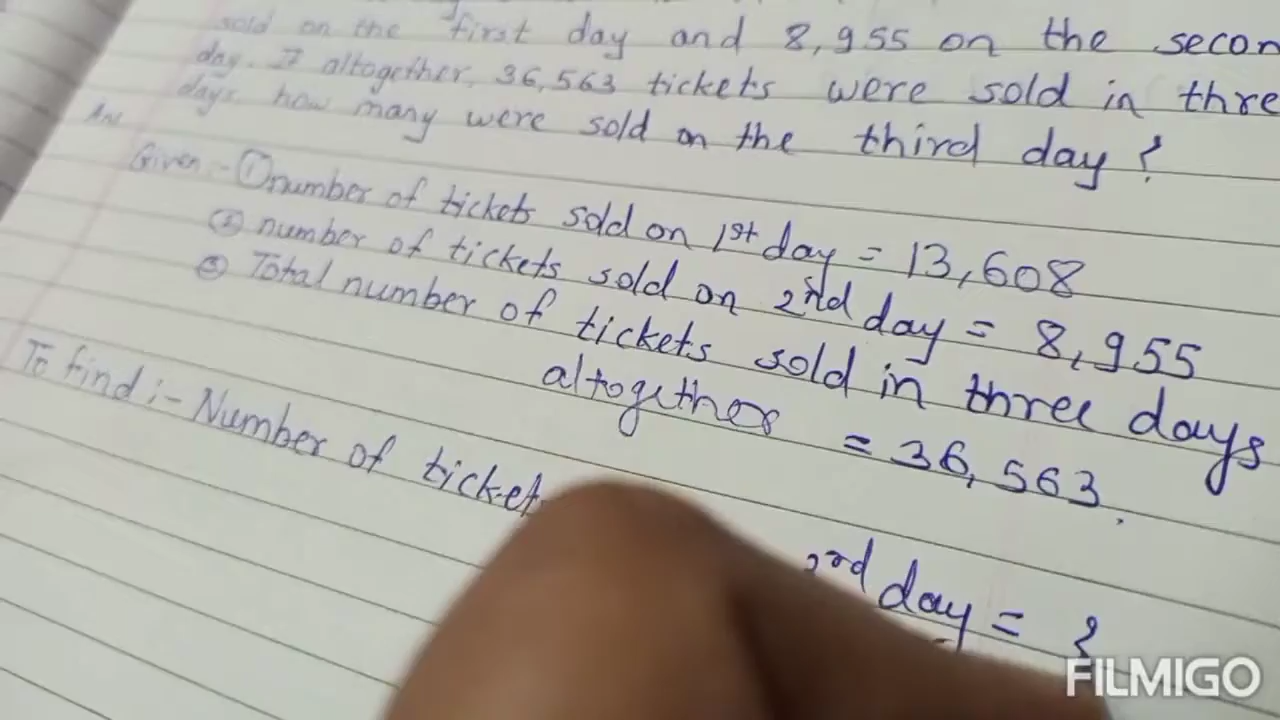 sold on the first day and 8,955 on the secon
day. If altogether, 36,563 tickets were sold in thre
days, how many were sold on the third day ?
Ans
Given :- ① number of tickets sold on 1st day = 13,608
② number of tickets sold on 2nd day = 8,955
③ Total number of tickets sold in three days
altogether = 36,563.
To find :- Number of ticket
3rd day = ?
FILMIGO